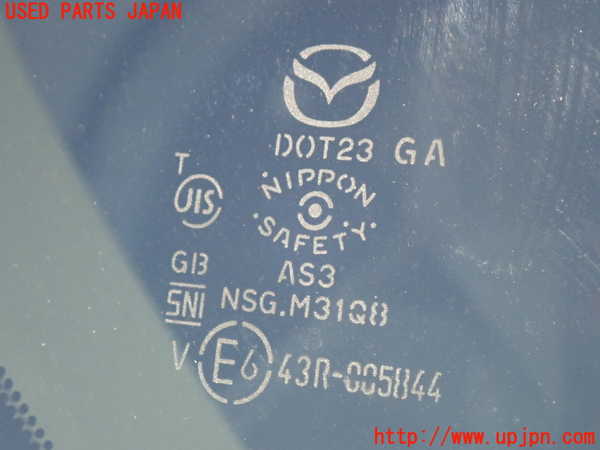 USED PARTS JAPAN
DOT23 GA
T
JIS
NIPPON
SAFETY
GB
AS3
SNI
NSG.M31Q8
V E6 43R-005844
http://www.upjpn.com/